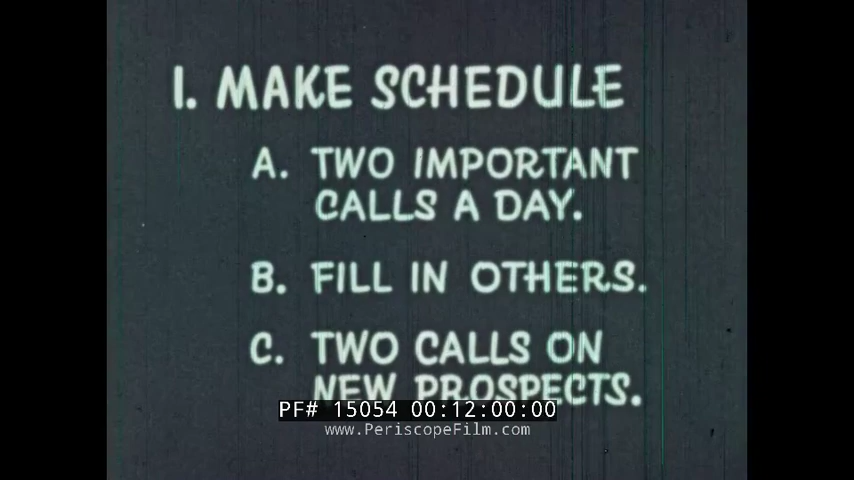 1. MAKE SCHEDULE
A. TWO IMPORTANT
CALLS A DAY.
B. FILL IN OTHERS.
C. TWO CALLS ON
NEW PROSPECTS.
PF# 15054 00:12:00:00
www.PeriscopeFilm.com